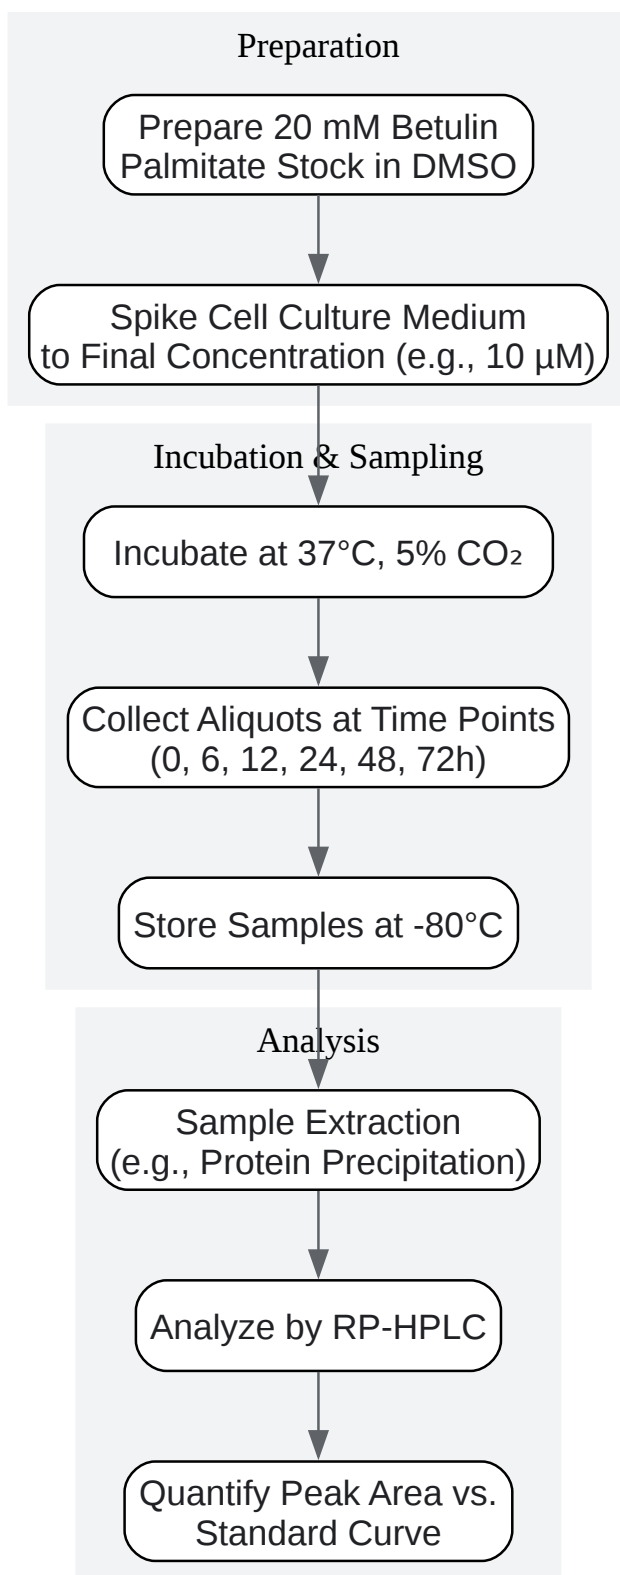 Preparation
Prepare 20 mM Betulin
Palmitate Stock in DMSO
Spike Cell Culture Medium
to Final Concentration (e.g., 10 µM)
Incubation & Sampling
Incubate at 37°C, 5% CO₂
Collect Aliquots at Time Points
(0, 6, 12, 24, 48, 72h)
Store Samples at -80°C
Analysis
Sample Extraction
(e.g., Protein Precipitation)
Analyze by RP-HPLC
Quantify Peak Area vs.
Standard Curve